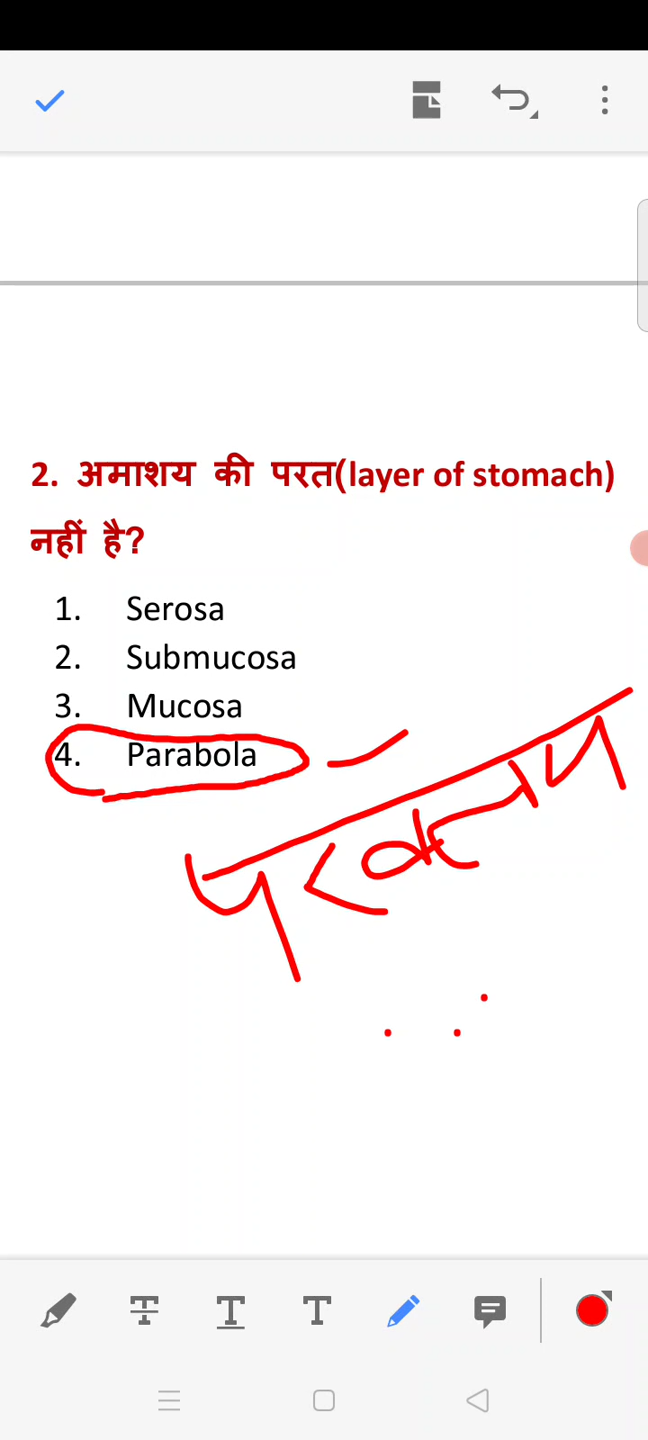 2. अमाशय की परत(layer of stomach)
नहीं है?
1. Serosa
2. Submucosa
3. Mucosa
4. Parabola
परवलय